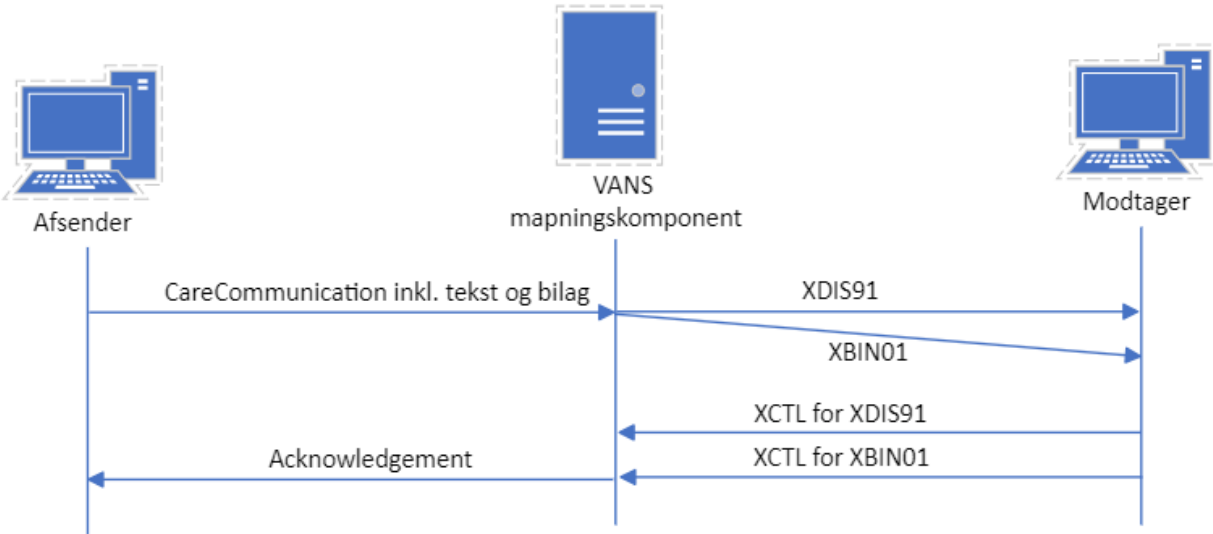 VANS
mapningskomponent
Afsender
Modtager
CareCommunication inkl. tekst og bilag
XDIS91
XBIN01
XCTL for XDIS91
XCTL for XBIN01
Acknowledgement